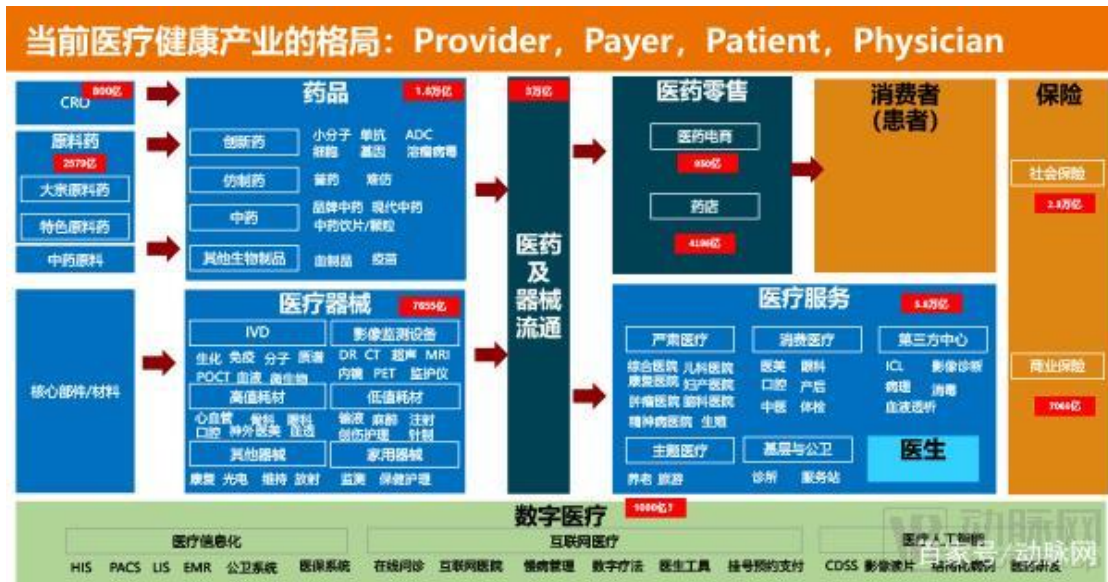 当前医疗健康产业的格局：Provider，Payer，Patient，Physician
CRO
800亿
原料药
2579亿
大宗原料药
特色原料药
中药原料
药品
1.8万亿
创新药
小分子 单抗 ADC
细胞 基因 溶瘤病毒
仿制药
普药 难仿
中药
品牌中药 现代中药
中药饮片/颗粒
其他生物制品
血制品 疫苗
核心部件/材料
医疗器械
7655亿
IVD
生化 免疫 分子 质谱
POCT 血液 微生物
影像监测设备
DR CT 超声 MRI
内镜 PET 监护仪
高值耗材
心血管 骨科 眼科
口腔 神外医美 血透
低值耗材
输液 麻醉 注射
创伤护理 针制
其他器械
康复 光电 维持 放射
家用器械
监测 保健护理
3万亿
医药
及
器械
流通
医药零售
医药电商
药店
消费者
(患者)
医疗服务
严肃医疗
综合医院 儿科医院
康复医院 妇产医院
肿瘤医院 脑科医院
精神病医院 生殖
消费医疗
医美 眼科
口腔 产后
中医 体检
第三方中心
ICL 影像诊断
病理 消毒
血液透析
主题医疗
养老 旅游
基层与公卫
诊所 服务站
医生
保险
社会保险
商业保险
数字医疗
1000亿？
医疗信息化
HIS PACS LIS EMR 公卫系统 医保系统
互联网医疗
在线问诊 互联网医院 慢病管理 数字疗法 医生工具 挂号预约支付
医疗人工智能
CDSS 影像读片
动脉网
百家号/动脉网